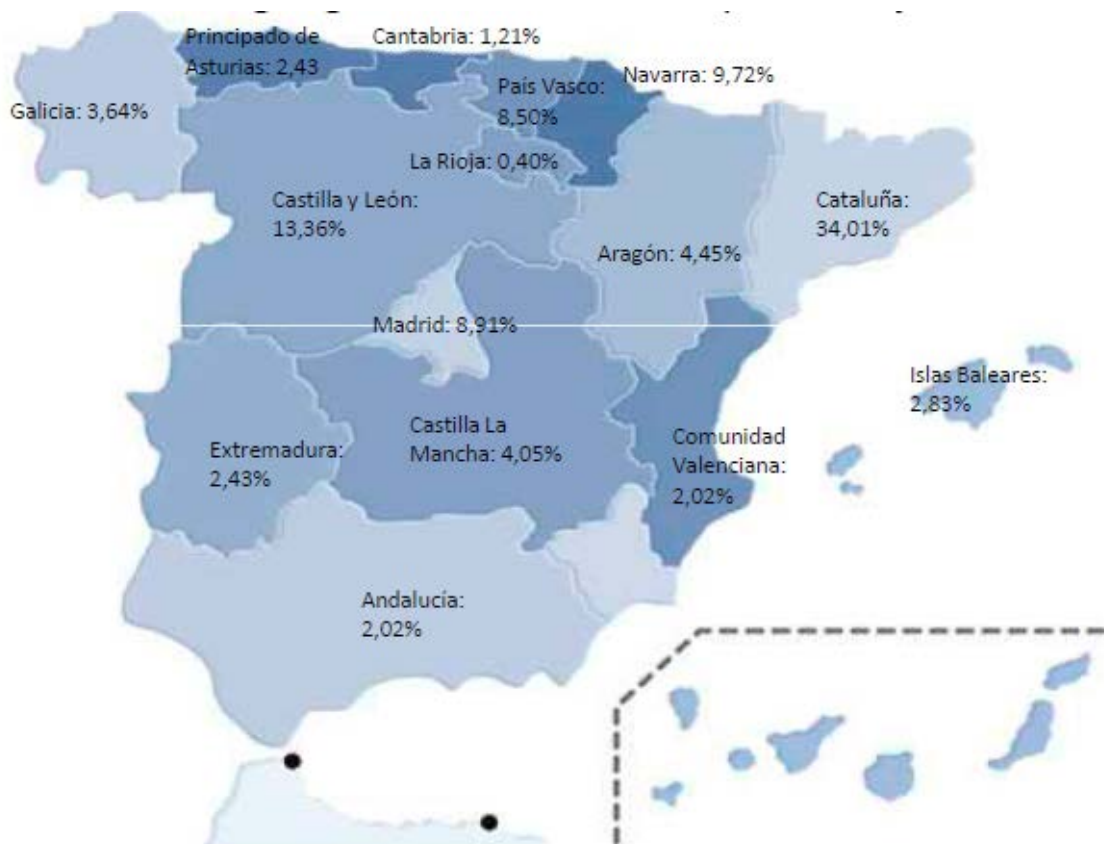 Principado de
Asturias: 2,43
Cantabria: 1,21%
Navarra: 9,72%
País Vasco:
8,50%
Galicia: 3,64%
La Rioja: 0,40%
Castilla y León:
13,36%
Cataluña:
34,01%
Aragón: 4,45%
Madrid: 8,91%
Islas Baleares:
2,83%
Castilla La
Mancha: 4,05%
Extremadura:
2,43%
Comunidad
Valenciana:
2,02%
Andalucía:
2,02%